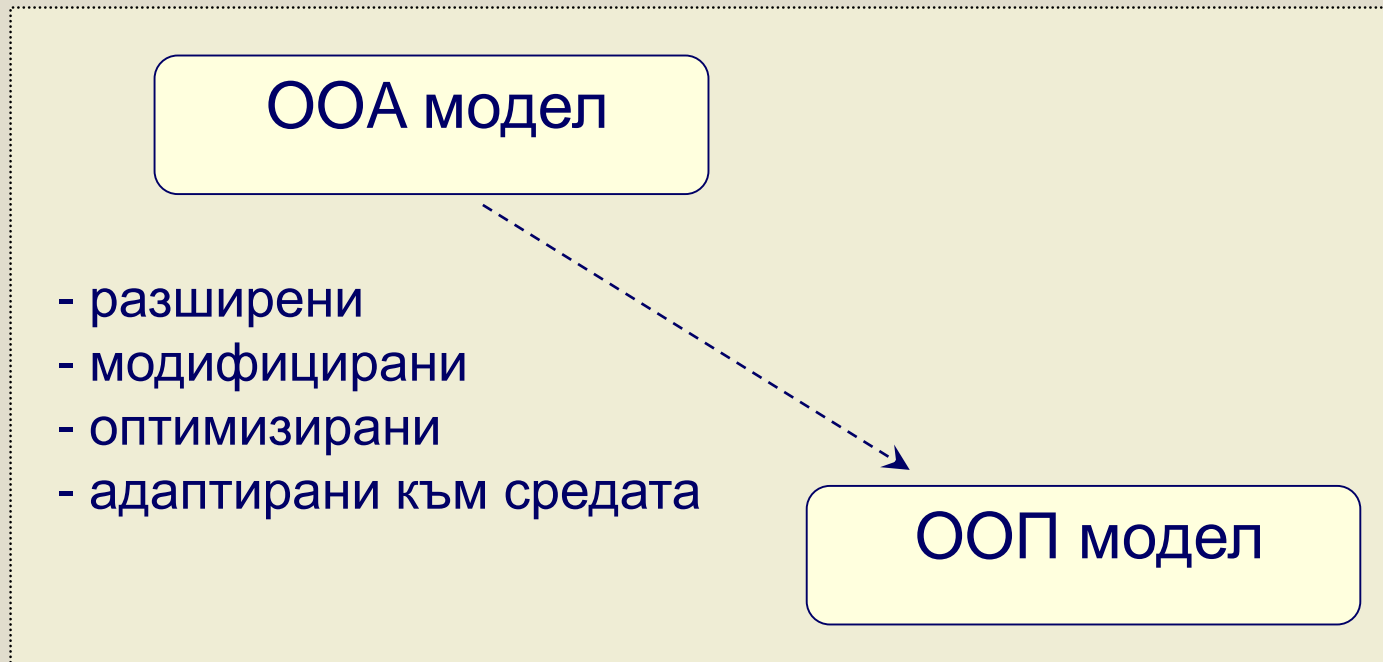 ООА модел
- разширени
- модифицирани
- оптимизирани
- адаптирани към средата
ООП модел